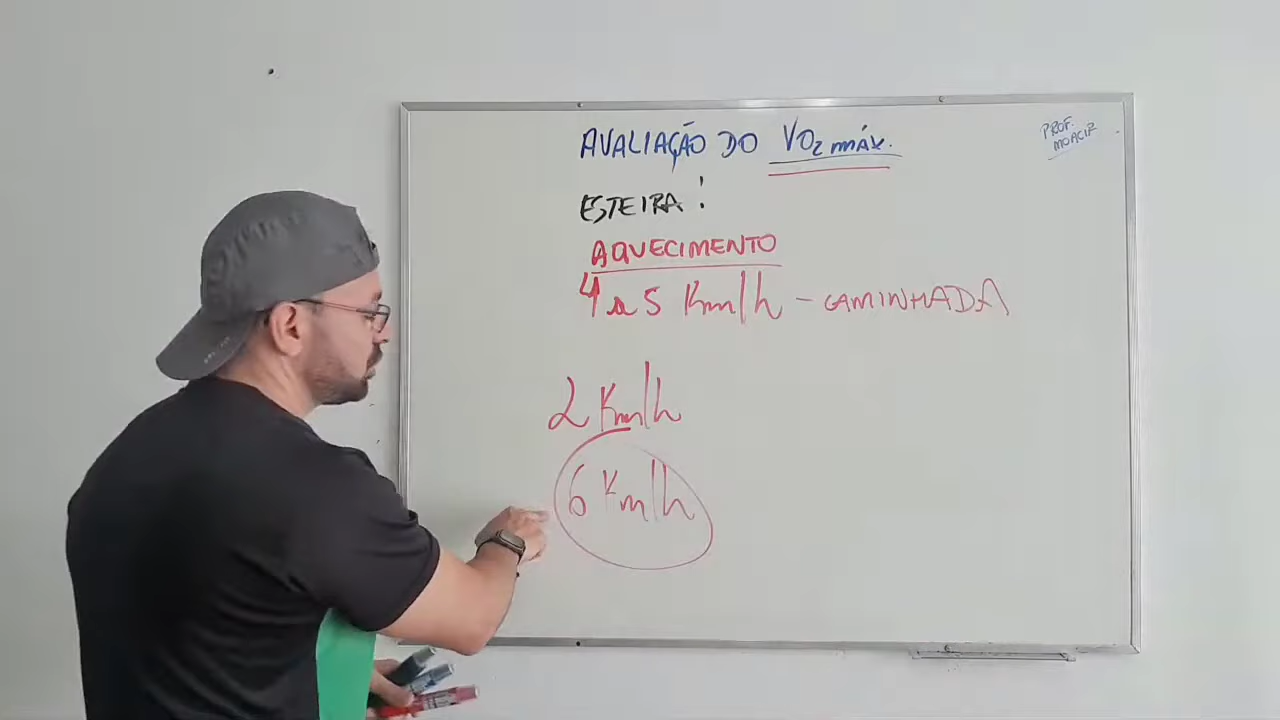 AVALIAÇÃO DO VO2 MÁX.
PROF.
MOACIR
ESTEIRA:
AQUECIMENTO
4 a 5 Km/h - CAMINHADA
2 Km/h
6 Km/h